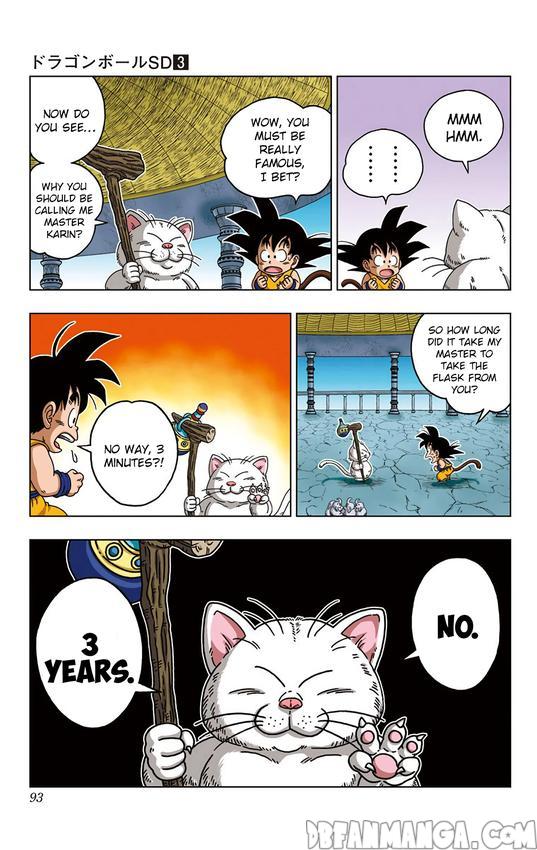 ドラゴンボールSD3
MMM
HMM.
⋮ ⋮
WOW, YOU
MUST BE
REALLY
FAMOUS,
I BET?
NOW DO
YOU SEE...
WHY YOU
SHOULD BE
CALLING ME
MASTER
KARIN?
SO HOW LONG
DID IT TAKE MY
MASTER TO
TAKE THE
FLASK FROM
YOU?
NO WAY, 3
MINUTES?!
NO.
3
YEARS.
93
DBFANMANGA.COM